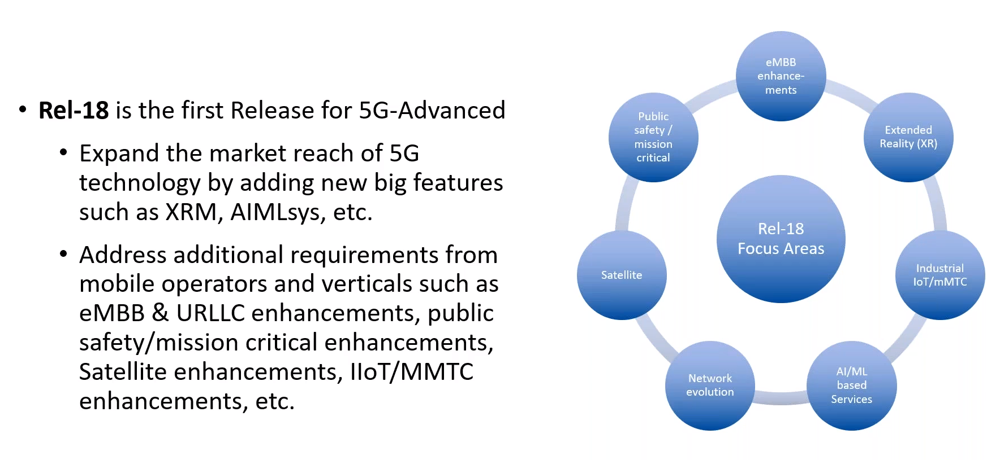 • Rel-18 is the first Release for 5G-Advanced
• Expand the market reach of 5G
technology by adding new big features
such as XRM, AIMLsys, etc.
• Address additional requirements from
mobile operators and verticals such as
eMBB & URLLC enhancements, public
safety/mission critical enhancements,
Satellite enhancements, IIoT/MMTC
enhancements, etc.
eMBB
enhance-
ments
Extended
Reality (XR)
Industrial
IoT/mMTC
AI/ML
based
Services
Network
evolution
Satellite
Public
safety /
mission
critical
Rel-18
Focus Areas